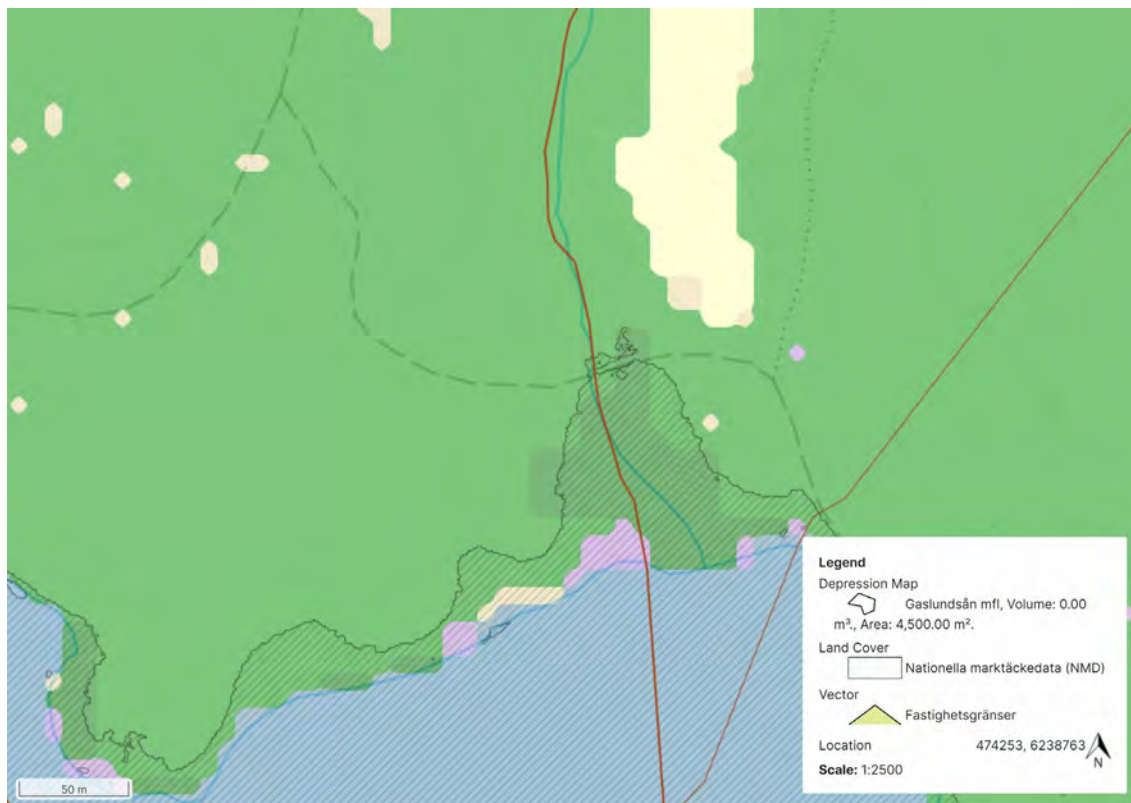 Legend
Depression Map
Gaslundsån mfl, Volume: 0.00
m³., Area: 4,500.00 m².
Land Cover
Nationella marktäckedata (NMD)
Vector
Fastighetsgränser
Location 474253, 6238763
N
Scale: 1:2500
50 m